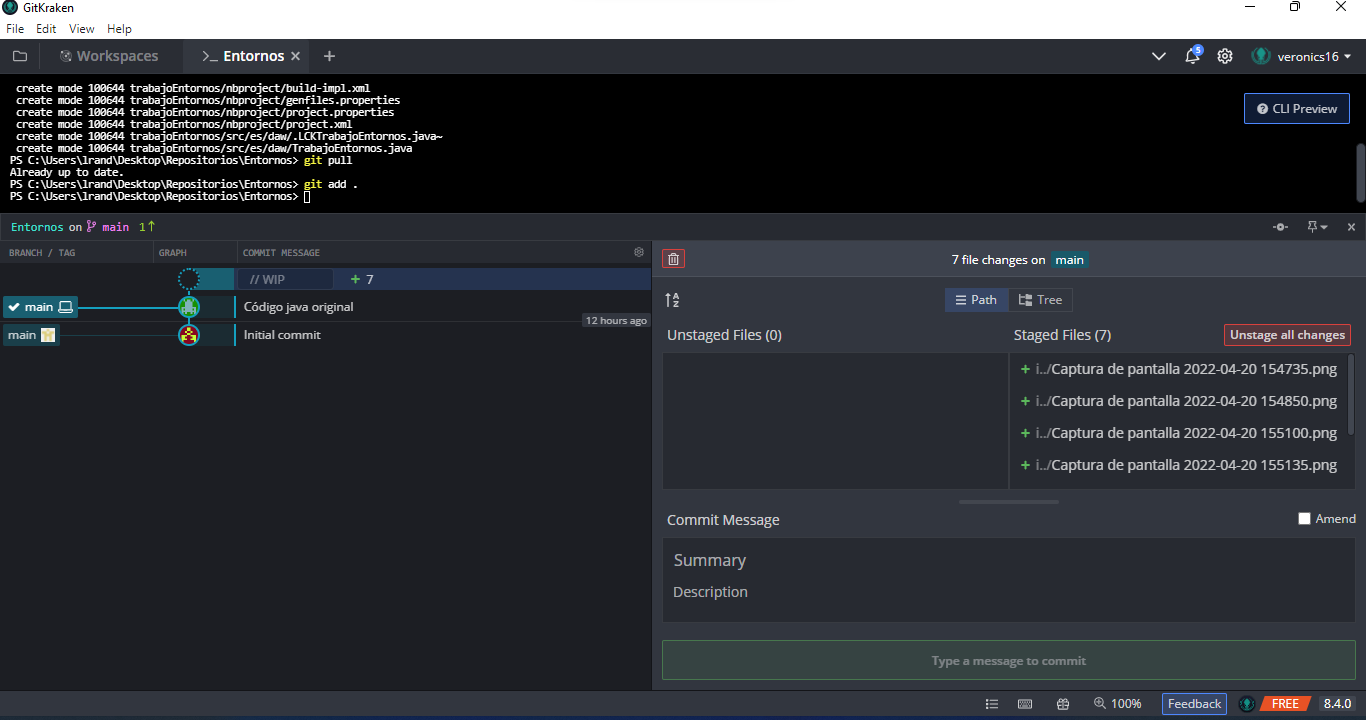 GitKraken
File Edit View Help
Workspaces
>_ Entornos × +
5
veronics16
create mode 100644 trabajoEntornos/nbproject/build-impl.xml
create mode 100644 trabajoEntornos/nbproject/genfiles.properties
create mode 100644 trabajoEntornos/nbproject/project.properties
create mode 100644 trabajoEntornos/nbproject/project.xml
create mode 100644 trabajoEntornos/src/es/daw/.LCKTrabajoEntornos.java~
create mode 100644 trabajoEntornos/src/es/daw/TrabajoEntornos.java
PS C:\Users\lrand\Desktop\Repositorios\Entornos> git pull
Already up to date.
PS C:\Users\lrand\Desktop\Repositorios\Entornos> git add .
PS C:\Users\lrand\Desktop\Repositorios\Entornos>
CLI Preview
Entornos on main 1↑
BRANCH / TAG GRAPH COMMIT MESSAGE
// WIP + 7
main Código java original
12 hours ago
main Initial commit
7 file changes on main
Path Tree
Unstaged Files (0)
Staged Files (7) Unstage all changes
+ i../Captura de pantalla 2022-04-20 154735.png
+ i../Captura de pantalla 2022-04-20 154850.png
+ i../Captura de pantalla 2022-04-20 155100.png
+ i../Captura de pantalla 2022-04-20 155135.png
Commit Message Amend
Summary
Description
Type a message to commit
100% Feedback FREE 8.4.0